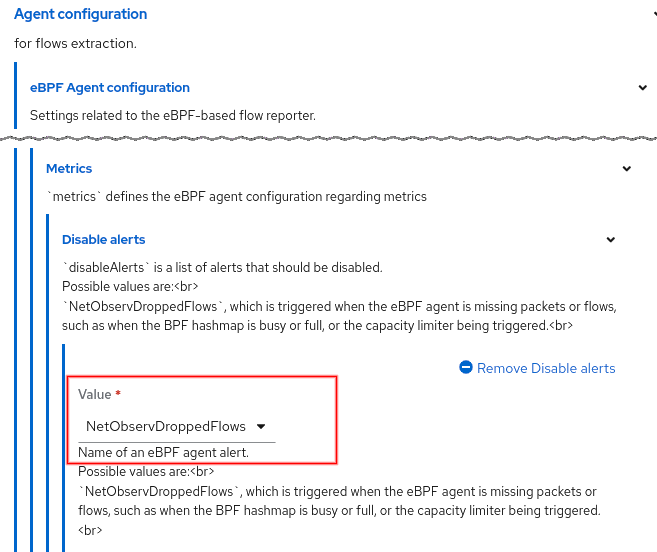 Agent configuration
for flows extraction.
eBPF Agent configuration
Settings related to the eBPF-based flow reporter.
Metrics
`metrics` defines the eBPF agent configuration regarding metrics
Disable alerts
`disableAlerts` is a list of alerts that should be disabled.
Possible values are:<br>
`NetObservDroppedFlows`, which is triggered when the eBPF agent is missing packets or flows,
such as when the BPF hashmap is busy or full, or the capacity limiter being triggered.<br>
Remove Disable alerts
Value *
NetObservDroppedFlows
Name of an eBPF agent alert.
Possible values are:<br>
`NetObservDroppedFlows`, which is triggered when the eBPF agent is missing packets or
flows, such as when the BPF hashmap is busy or full, or the capacity limiter being triggered.
<br>